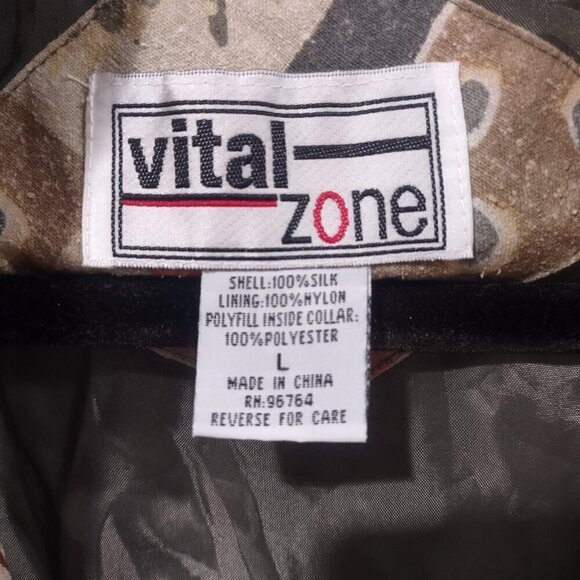 vital
zone
SHELL:100%SILK
LINING:100%NYLON
POLYFILL INSIDE COLLAR:
100%POLYESTER
L
MADE IN CHINA
RN:96764
REVERSE FOR CARE